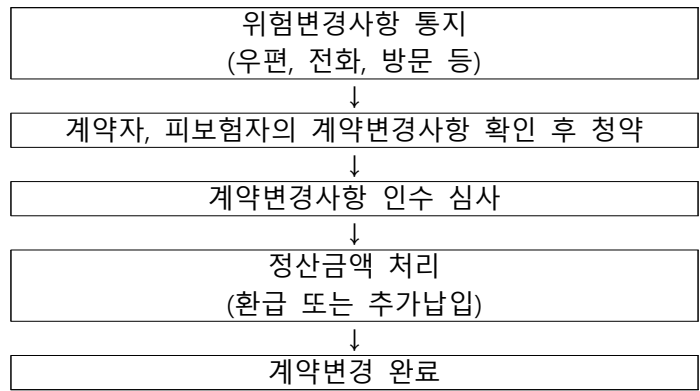 위험변경사항 통지
(우편, 전화, 방문 등)
↓
계약자, 피보험자의 계약변경사항 확인 후 청약
↓
계약변경사항 인수 심사
↓
정산금액 처리
(환급 또는 추가납입)
↓
계약변경 완료